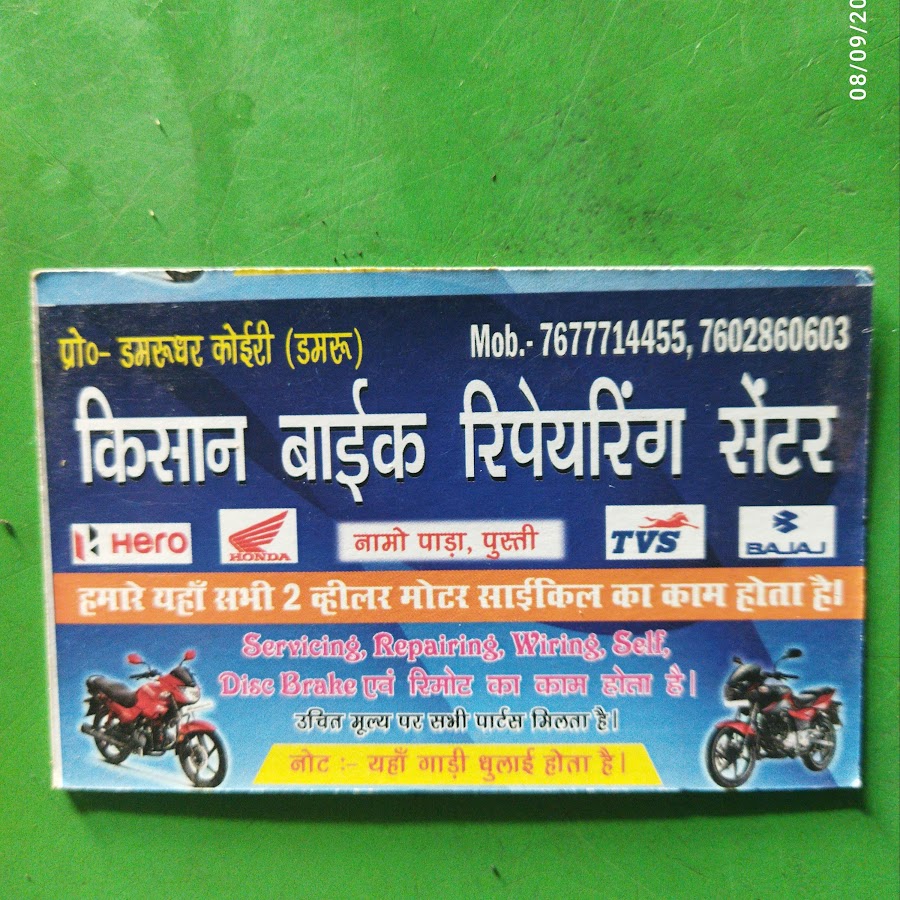 08/09/20
प्रो०- डमरूधर कोईरी (डमरू)
Mob.- 7677714455, 7602860603
किसान बाईक रिपेयरिंग सेंटर
Hero
HONDA
नामो पाड़ा, पुस्ती
TVS
BAJAJ
हमारे यहाँ सभी 2 व्हीलर मोटर साईकिल का काम होता है।
Servicing, Repairing, Wiring, Self,
Disc Brake एवं रिमोट का काम होता है।
उचित मूल्य पर सभी पार्टस मिलता है।
नोट :- यहाँ गाड़ी धुलाई होता है।